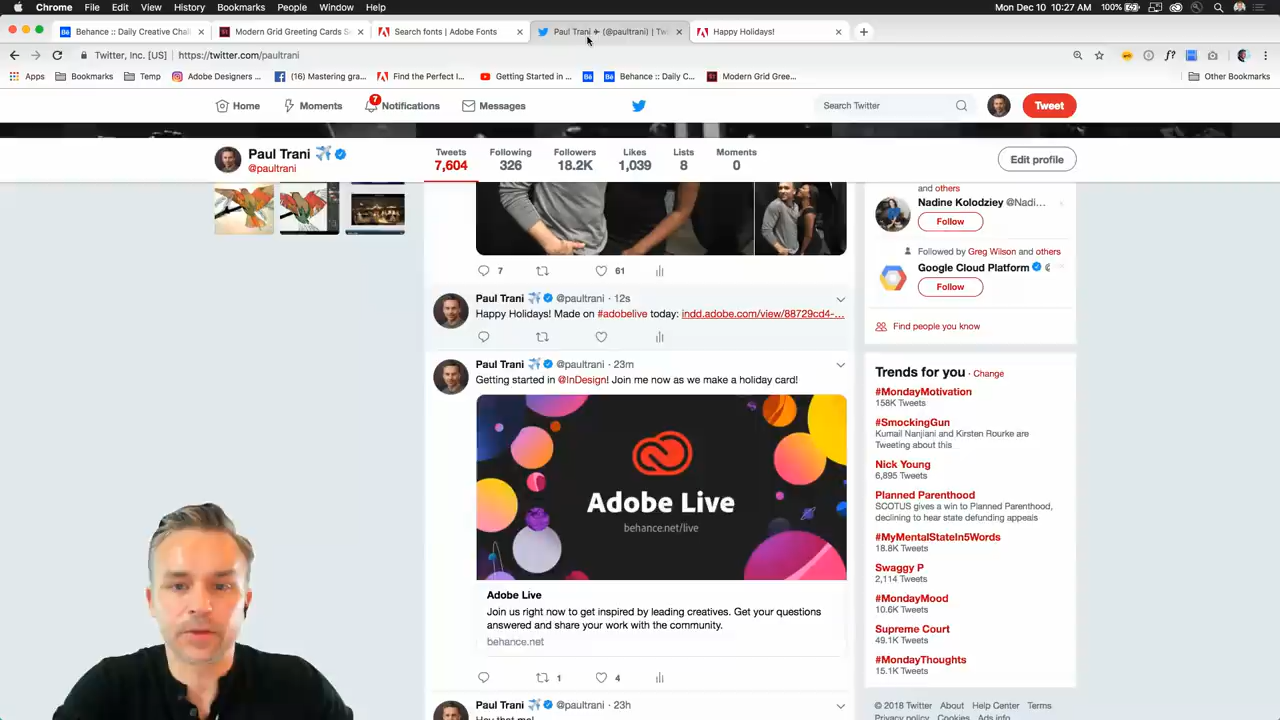 Chrome File Edit View History Bookmarks People Window Help
100% Mon Dec 10 10:27 AM
Behance :: Daily Creative Chal
Modern Grid Greeting Cards S
Search fonts | Adobe Fonts
Paul Trani ✈ (@paultrani) | Tw
Happy Holidays!
Twitter, Inc. [US] https://twitter.com/paultrani
Apps Bookmarks Temp Adobe Designers ... (16) Mastering gra... Find the Perfect I... Getting Started in ... Behance :: Daily C... Modern Grid Gree... Other Bookmarks
Home Moments 7 Notifications Messages Search Twitter Tweet
Paul Trani ✈️
@paultrani
Tweets Following Followers Likes Lists Moments
7,604 326 18.2K 1,039 8 0
Edit profile
7 61
Paul Trani ✈️ @paultrani · 12s
Happy Holidays! Made on #adobelive today: indd.adobe.com/view/88729cd4-...
Paul Trani ✈️ @paultrani · 23m
Getting started in @InDesign! Join me now as we make a holiday card!
Adobe Live
behance.net/live
Adobe Live
Join us right now to get inspired by leading creatives. Get your questions
answered and share your work with the community.
behance.net
1 4
Paul Trani ✈️ @paultrani · 23h
and others
Nadine Kolodziey @Nadi...
Follow
Followed by Greg Wilson and others
Google Cloud Platform
Follow
Find people you know
Trends for you · Change
#MondayMotivation
158K Tweets
#SmockingGun
Kumail Nanjiani and Kirsten Rourke are
Tweeting about this
Nick Young
6,895 Tweets
Planned Parenthood
SCOTUS gives a win to Planned Parenthood,
declining to hear state defunding appeals
#MyMentalStateIn5Words
18.8K Tweets
Swaggy P
2,114 Tweets
#MondayMood
10.6K Tweets
Supreme Court
49.1K Tweets
#MondayThoughts
15.1K Tweets
© 2018 Twitter About Help Center Terms
Privacy policy Cookies Ads info